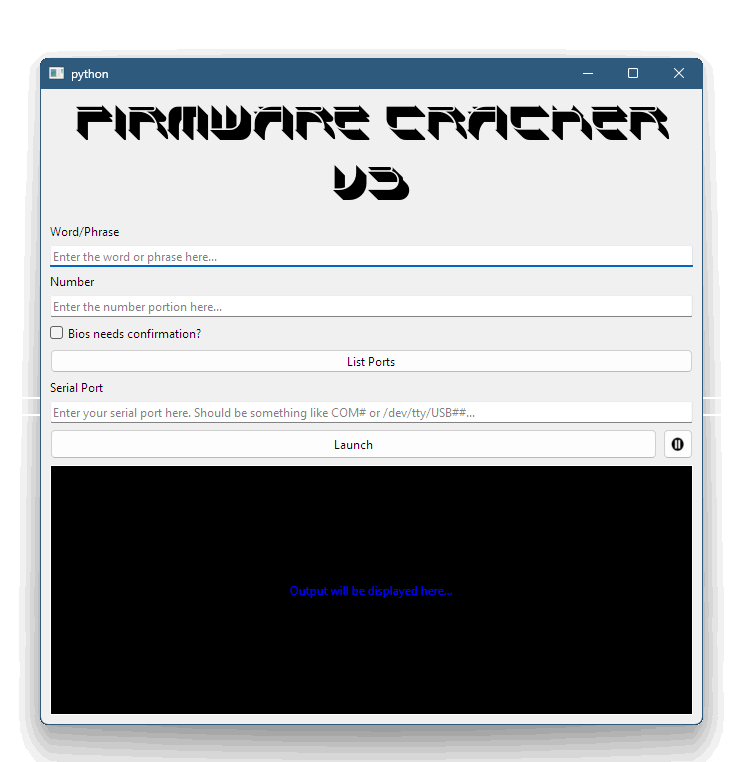 python
FIRMWARE CRACKER
V3
Word/Phrase
Enter the word or phrase here...
Number
Enter the number portion here...
Bios needs confirmation?
List Ports
Serial Port
Enter your serial port here. Should be something like COM# or /dev/tty/USB##...
Launch
Output will be displayed here...